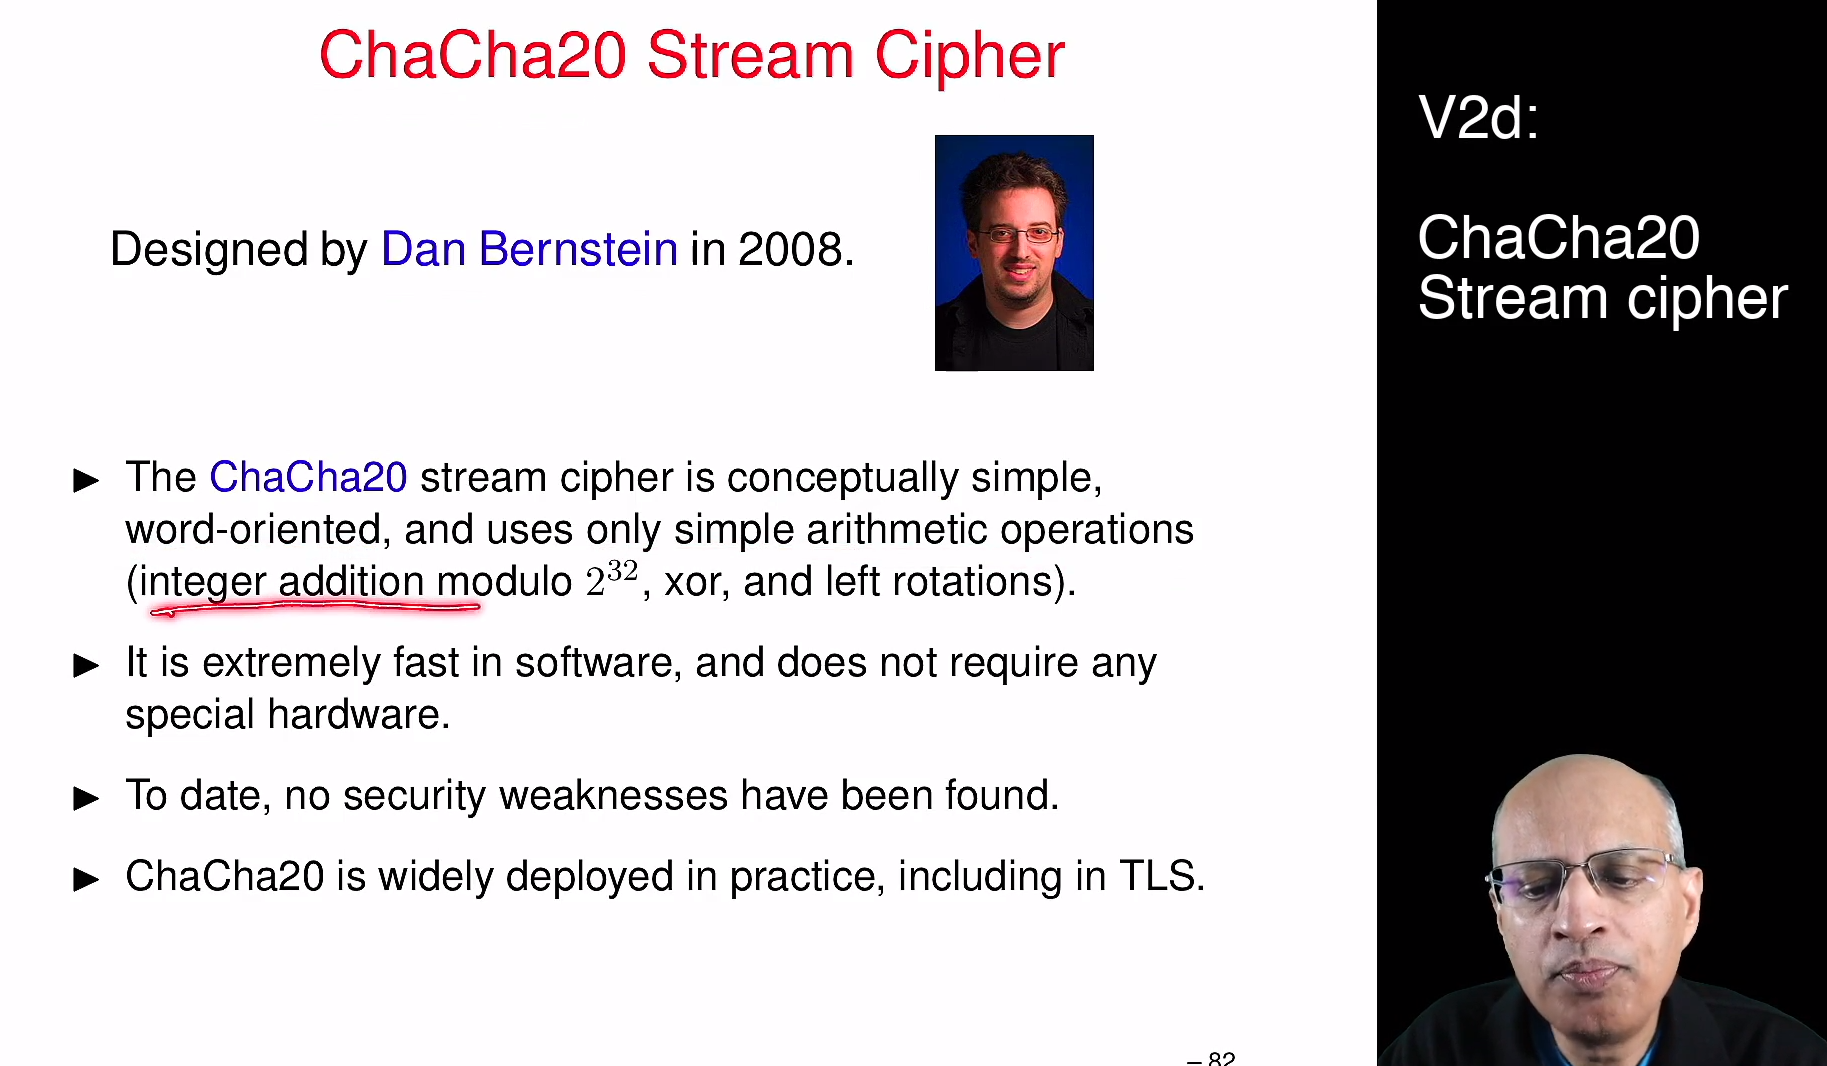 ChaCha20 Stream Cipher
Designed by Dan Bernstein in 2008.
▶ The ChaCha20 stream cipher is conceptually simple,
word-oriented, and uses only simple arithmetic operations
(integer addition modulo 2³², xor, and left rotations).
▶ It is extremely fast in software, and does not require any
special hardware.
▶ To date, no security weaknesses have been found.
▶ ChaCha20 is widely deployed in practice, including in TLS.
– 82
V2d:
ChaCha20
Stream cipher